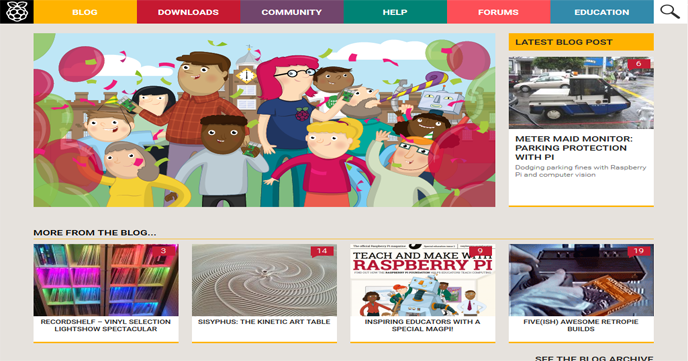 BLOG
DOWNLOADS
COMMUNITY
HELP
FORUMS
EDUCATION
LATEST BLOG POST
6
METER MAID MONITOR:
PARKING PROTECTION
WITH PI
Dodging parking fines with Raspberry
Pi and computer vision
MORE FROM THE BLOG...
3
RECORDSHELF – VINYL SELECTION
LIGHTSHOW SPECTACULAR
14
SISYPHUS: THE KINETIC ART TABLE
9
TEACH AND MAKE W
RASPBERRY PI
INSPIRING EDUCATORS WITH A
SPECIAL MAGPI!
19
FIVE(ISH) AWESOME RETROPIE
BUILDS
SEE THE BLOG ARCHIVE